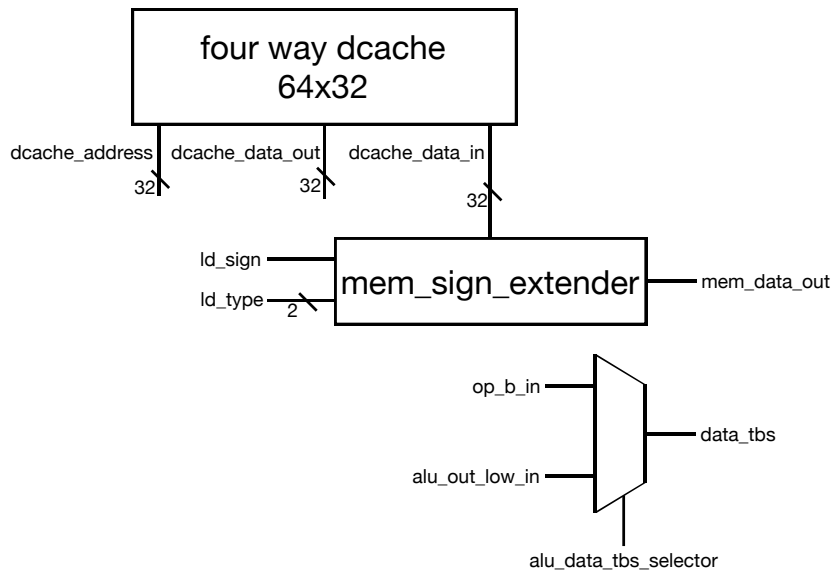 four way dcache
64x32
dcache_address
dcache_data_out
dcache_data_in
32
32
32
ld_sign
ld_type
2
mem_sign_extender
mem_data_out
op_b_in
data_tbs
alu_out_low_in
alu_data_tbs_selector